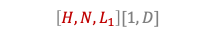 [H, N, L₁][1, D]